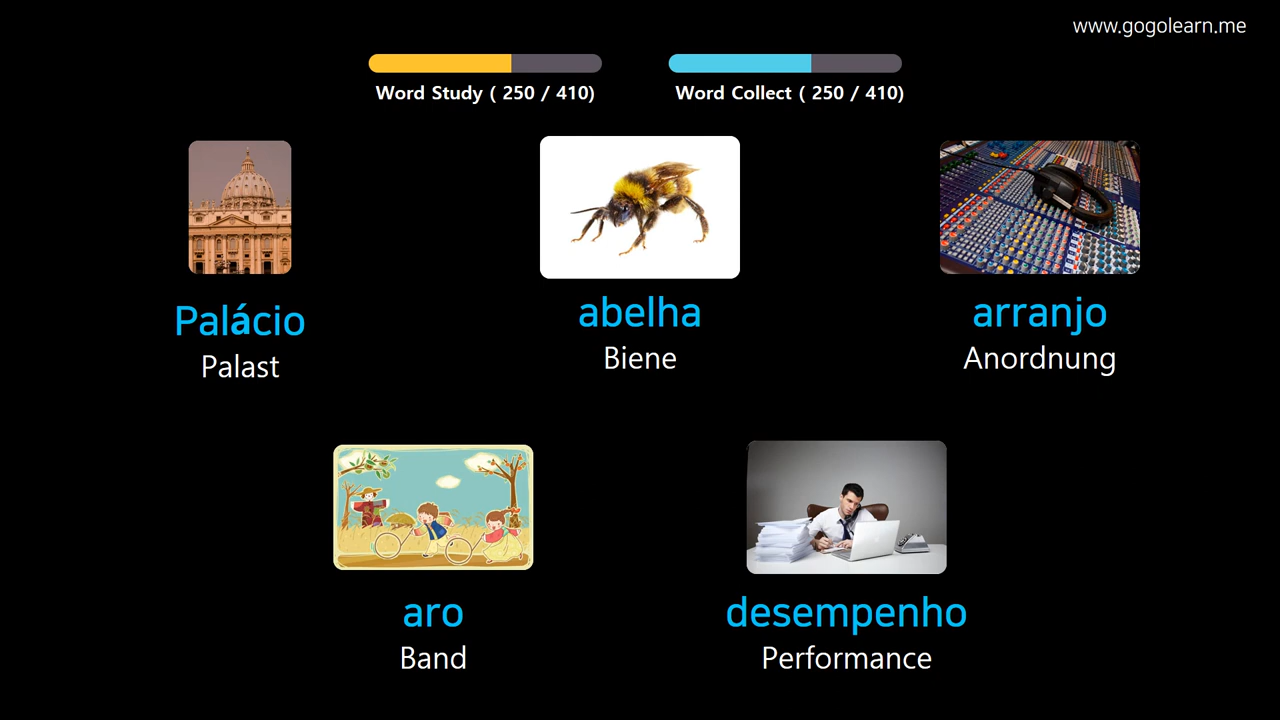 www.gogolearn.me
Word Study ( 250 / 410)
Word Collect ( 250 / 410)
Palácio
Palast
abelha
Biene
arranjo
Anordnung
aro
Band
desempenho
Performance